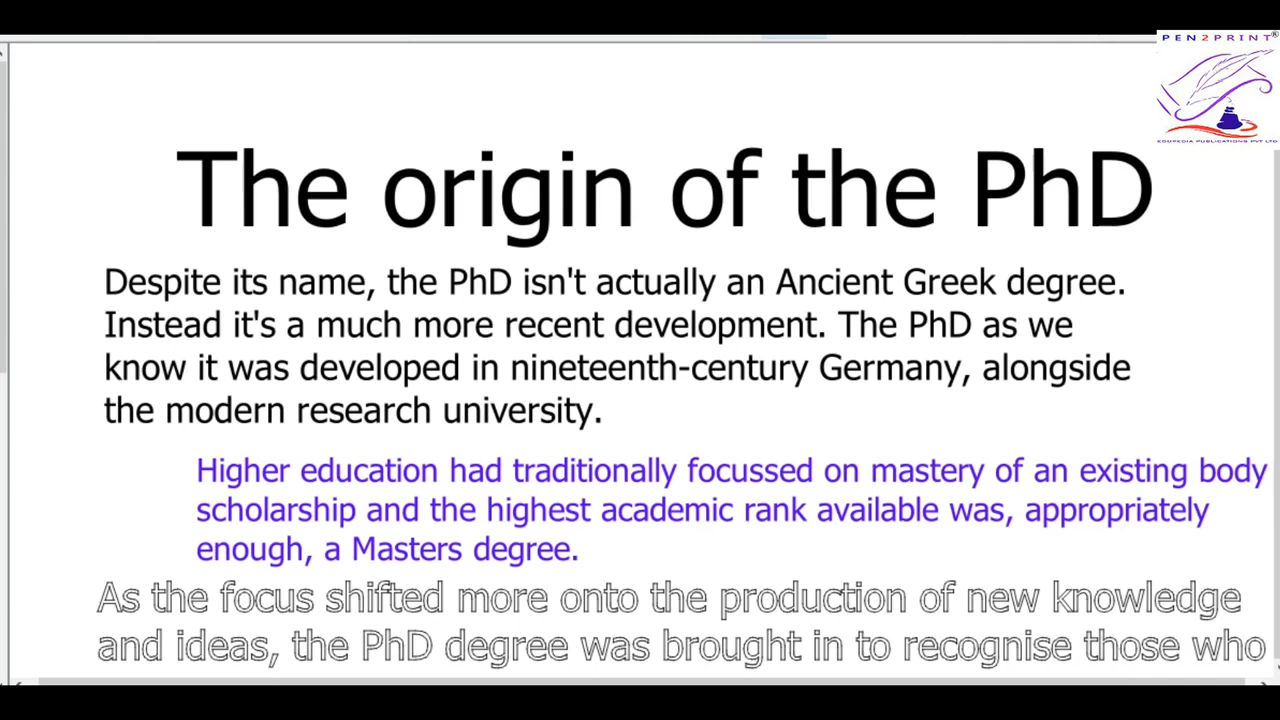 PEN2PRINT®
EDUPEDIA PUBLICATIONS PVT LTD
The origin of the PhD
Despite its name, the PhD isn't actually an Ancient Greek degree.
Instead it's a much more recent development. The PhD as we
know it was developed in nineteenth-century Germany, alongside
the modern research university.
Higher education had traditionally focussed on mastery of an existing body
scholarship and the highest academic rank available was, appropriately
enough, a Masters degree.
As the focus shifted more onto the production of new knowledge
and ideas, the PhD degree was brought in to recognise those who